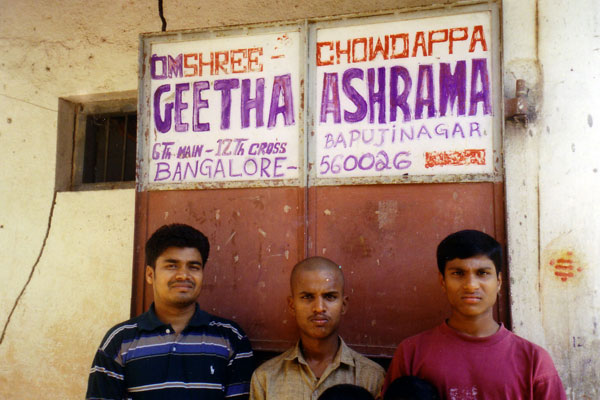 OMSHREE - CHOWDAPPA
GEETHA ASHRAMA
6Th MAIN - 12Th CROSS BAPUJINAGAR
BANGALORE - 560026